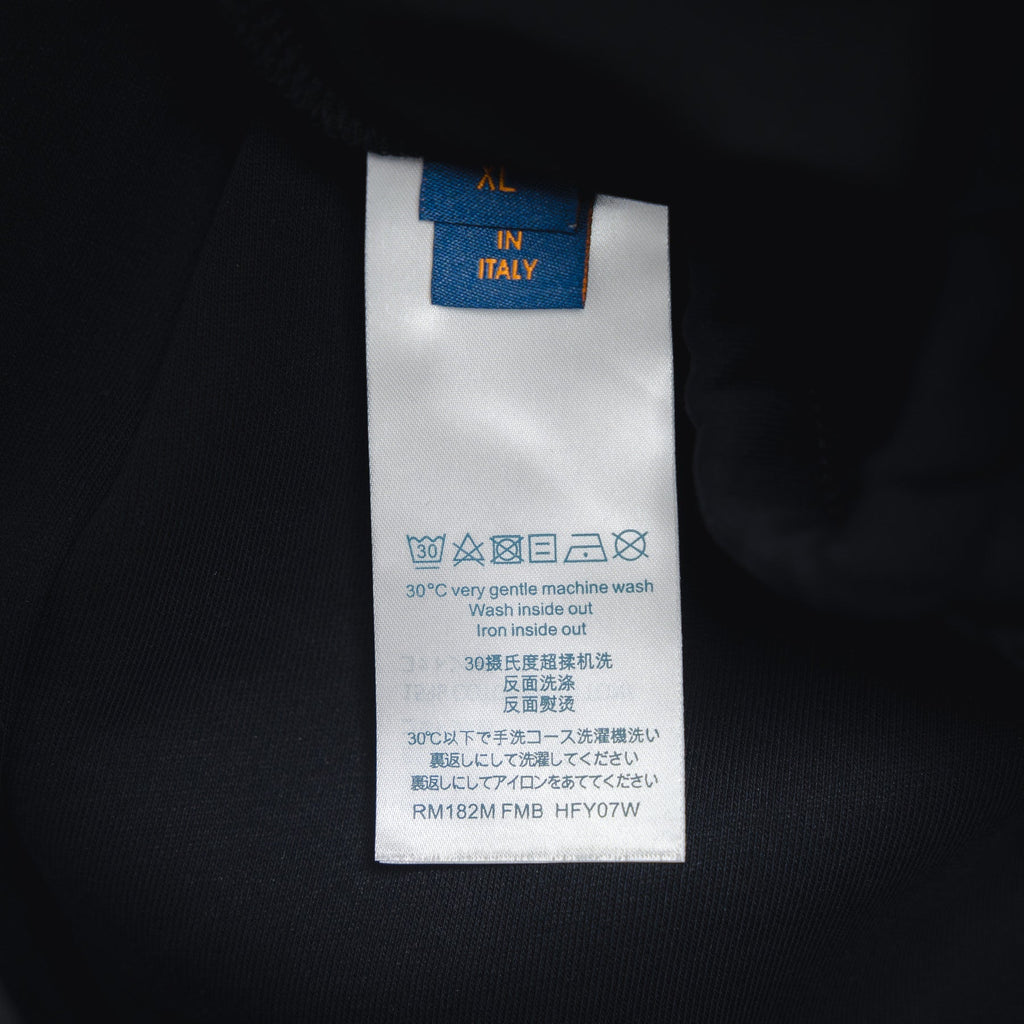 XL
IN
ITALY
30
30°C very gentle machine wash
Wash inside out
Iron inside out
30摄氏度超揉机洗
反面洗涤
反面熨烫
30℃以下で手洗コース洗濯機洗い
裏返しにして洗濯してください
裏返しにしてアイロンをあててください
RM182M FMB HFY07W